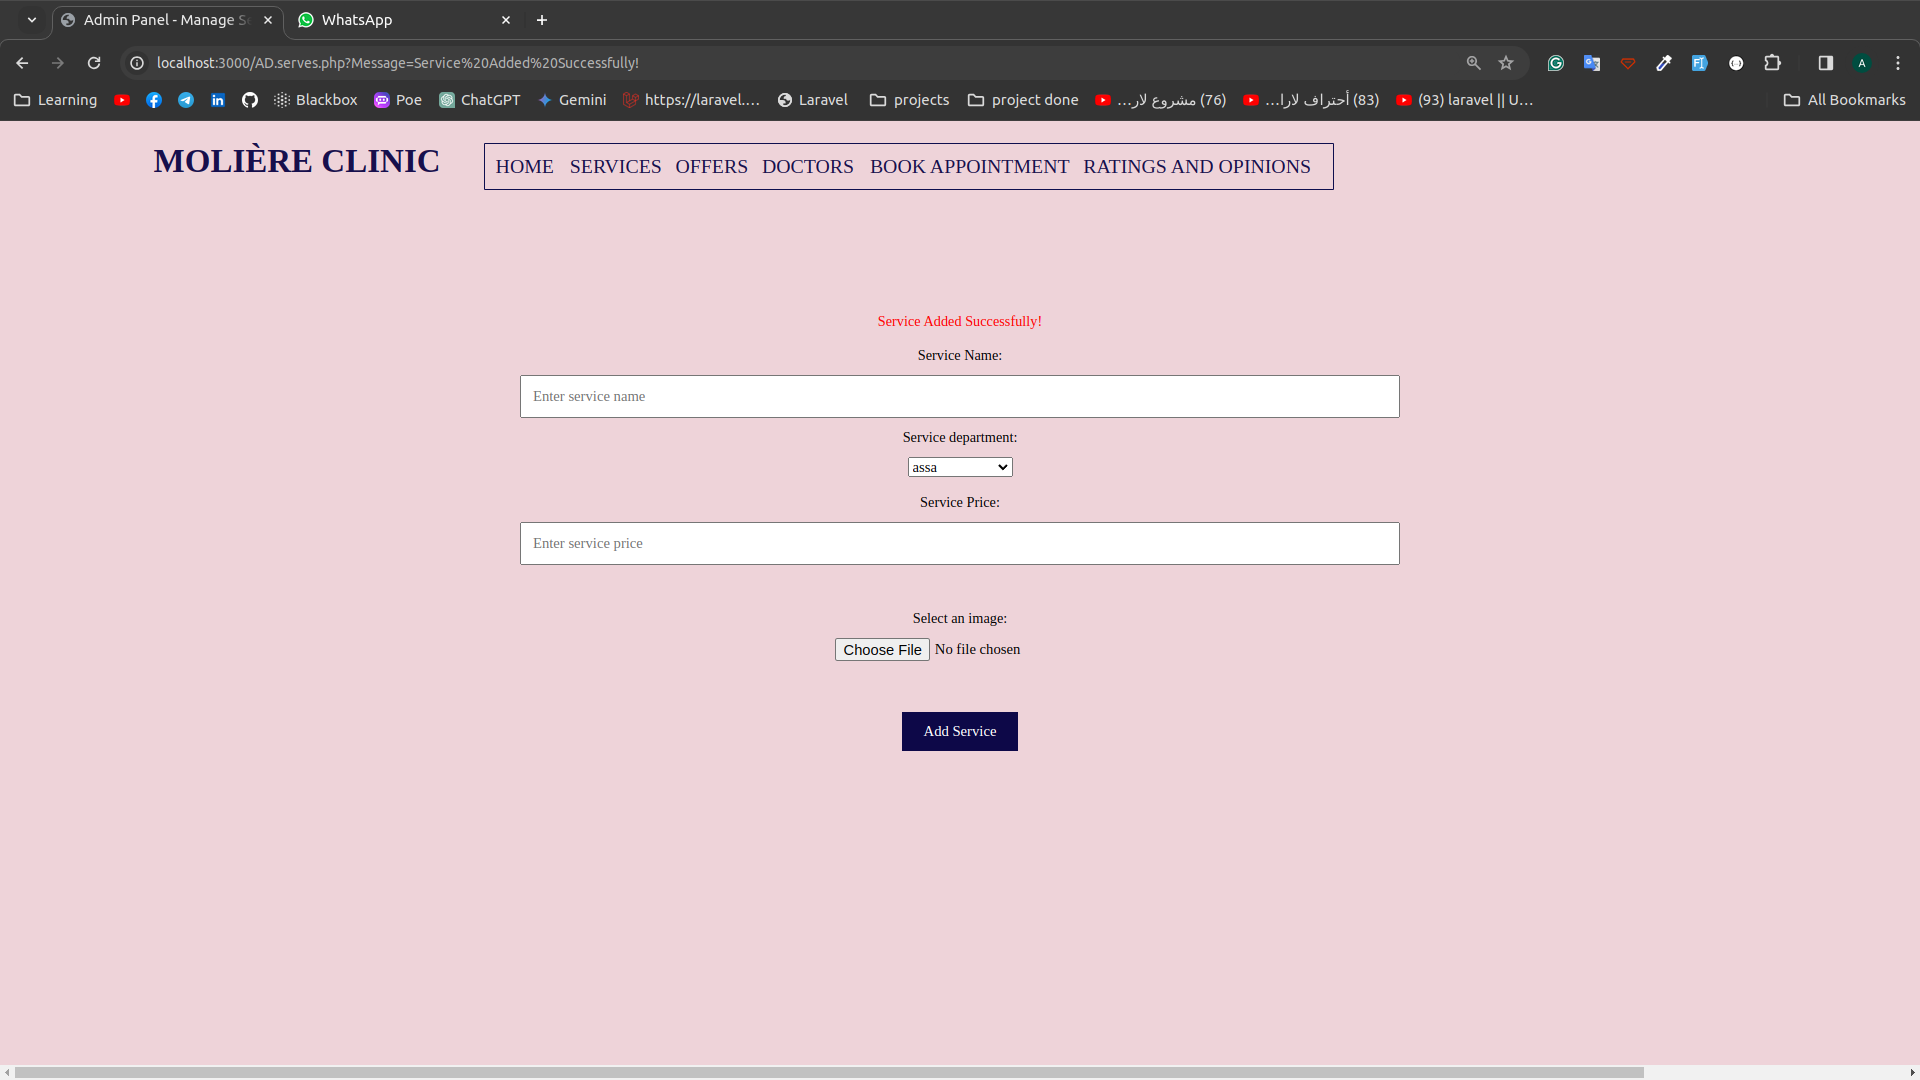 Admin Panel - Manage Se
WhatsApp
localhost:3000/AD.serves.php?Message=Service%20Added%20Successfully!
Learning
Blackbox
Poe
ChatGPT
Gemini
https://laravel....
Laravel
projects
project done
(76) مشروع لار...
(83) أحتراف لارا...
(93) laravel || U...
All Bookmarks
MOLIÈRE CLINIC
HOME SERVICES OFFERS DOCTORS BOOK APPOINTMENT RATINGS AND OPINIONS
Service Added Successfully!
Service Name:
Enter service name
Service department:
assa
Service Price:
Enter service price
Select an image:
Choose File No file chosen
Add Service